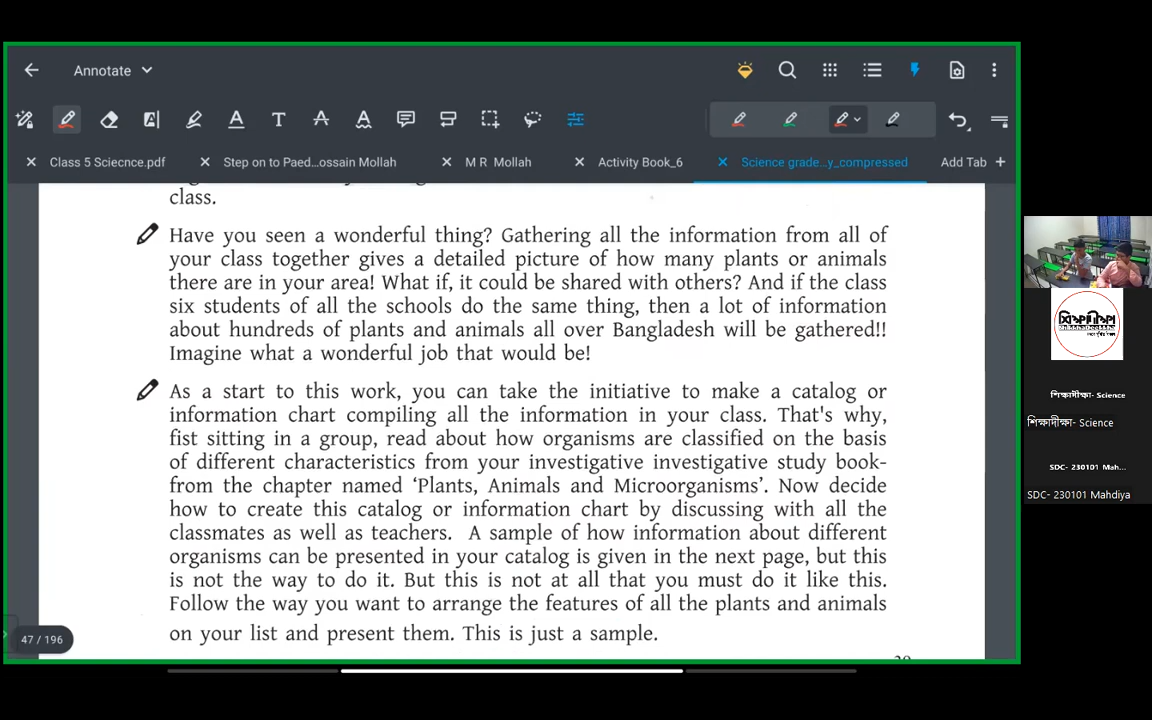 Annotate
Class 5 Sciecnce.pdf
Step on to Paed...ossain Mollah
M R Mollah
Activity Book_6
Science grade...y_compressed
Add Tab
class.
Have you seen a wonderful thing? Gathering all the information from all of
your class together gives a detailed picture of how many plants or animals
there are in your area! What if, it could be shared with others? And if the class
six students of all the schools do the same thing, then a lot of information
about hundreds of plants and animals all over Bangladesh will be gathered!!
Imagine what a wonderful job that would be!
As a start to this work, you can take the initiative to make a catalog or
information chart compiling all the information in your class. That's why,
fist sitting in a group, read about how organisms are classified on the basis
of different characteristics from your investigative investigative study book-
from the chapter named ‘Plants, Animals and Microorganisms’. Now decide
how to create this catalog or information chart by discussing with all the
classmates as well as teachers. A sample of how information about different
organisms can be presented in your catalog is given in the next page, but this
is not the way to do it. But this is not at all that you must do it like this.
Follow the way you want to arrange the features of all the plants and animals
on your list and present them. This is just a sample.
47 / 196
শিক্ষাদীক্ষা
শিক্ষাদীক্ষা- Science
শিক্ষাদীক্ষা- Science
SDC- 230101 Mah...
SDC- 230101 Mahdiya